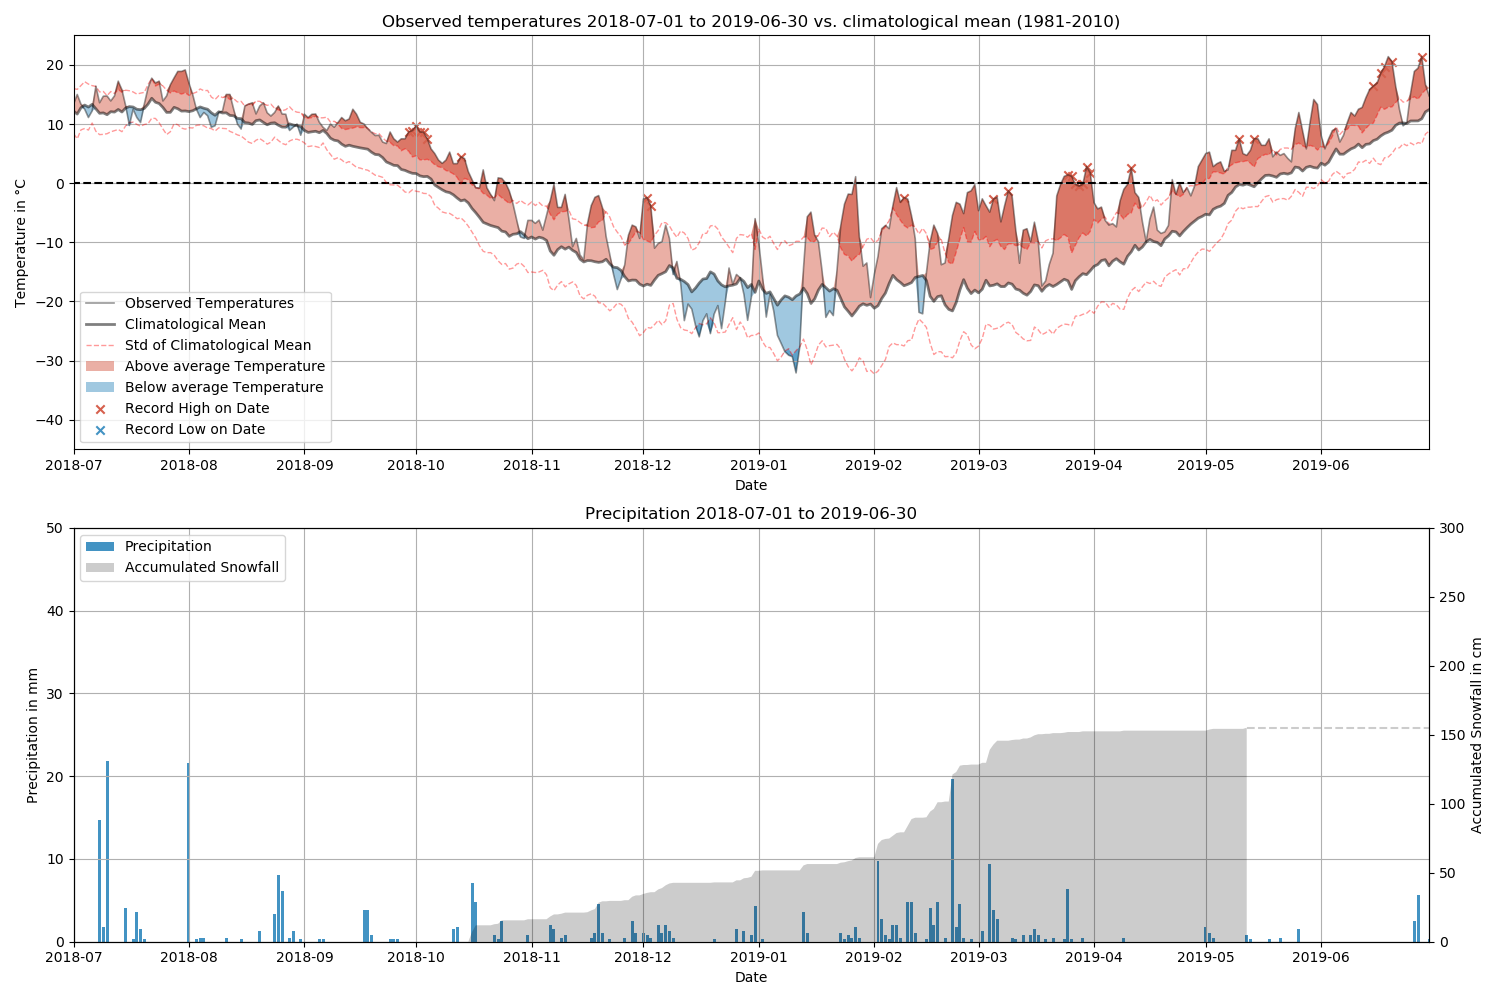 Observed temperatures 2018-07-01 to 2019-06-30 vs. climatological mean (1981-2010)
20
10
0
−10
−20
−30
−40
Temperature in °C
Observed Temperatures
Climatological Mean
Std of Climatological Mean
Above average Temperature
Below average Temperature
Record High on Date
Record Low on Date
2018-07 2018-08 2018-09 2018-10 2018-11 2018-12 2019-01 2019-02 2019-03 2019-04 2019-05 2019-06
Date
Precipitation 2018-07-01 to 2019-06-30
50
40
30
20
10
0
Precipitation in mm
Precipitation
Accumulated Snowfall
300
250
200
150
100
50
0
Accumulated Snowfall in cm
2018-07 2018-08 2018-09 2018-10 2018-11 2018-12 2019-01 2019-02 2019-03 2019-04 2019-05 2019-06
Date